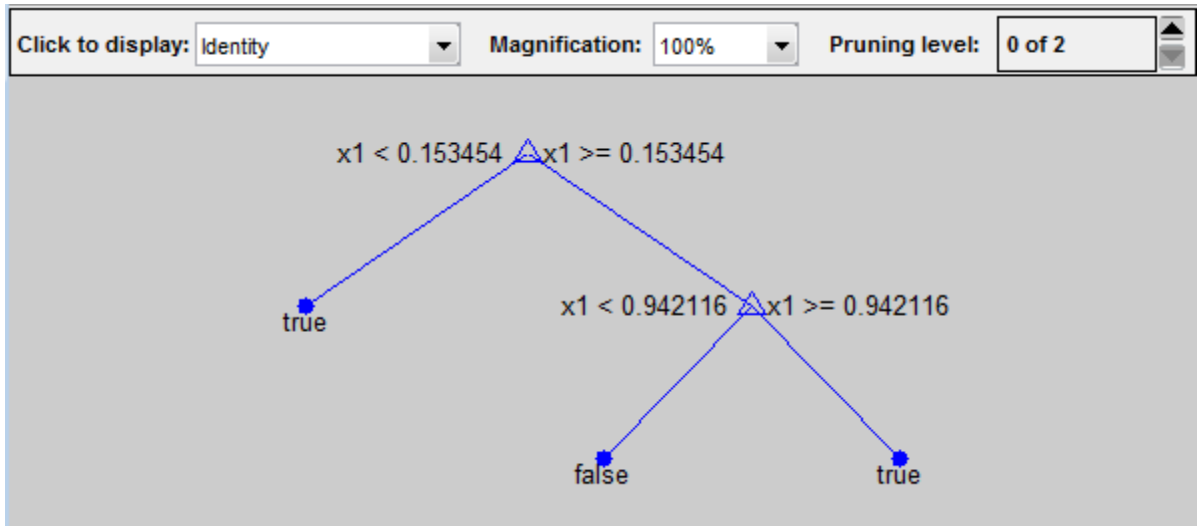 Click to display: Identity Magnification: 100% Pruning level: 0 of 2
x1 < 0.153454 x1 >= 0.153454
true
x1 < 0.942116 x1 >= 0.942116
false true